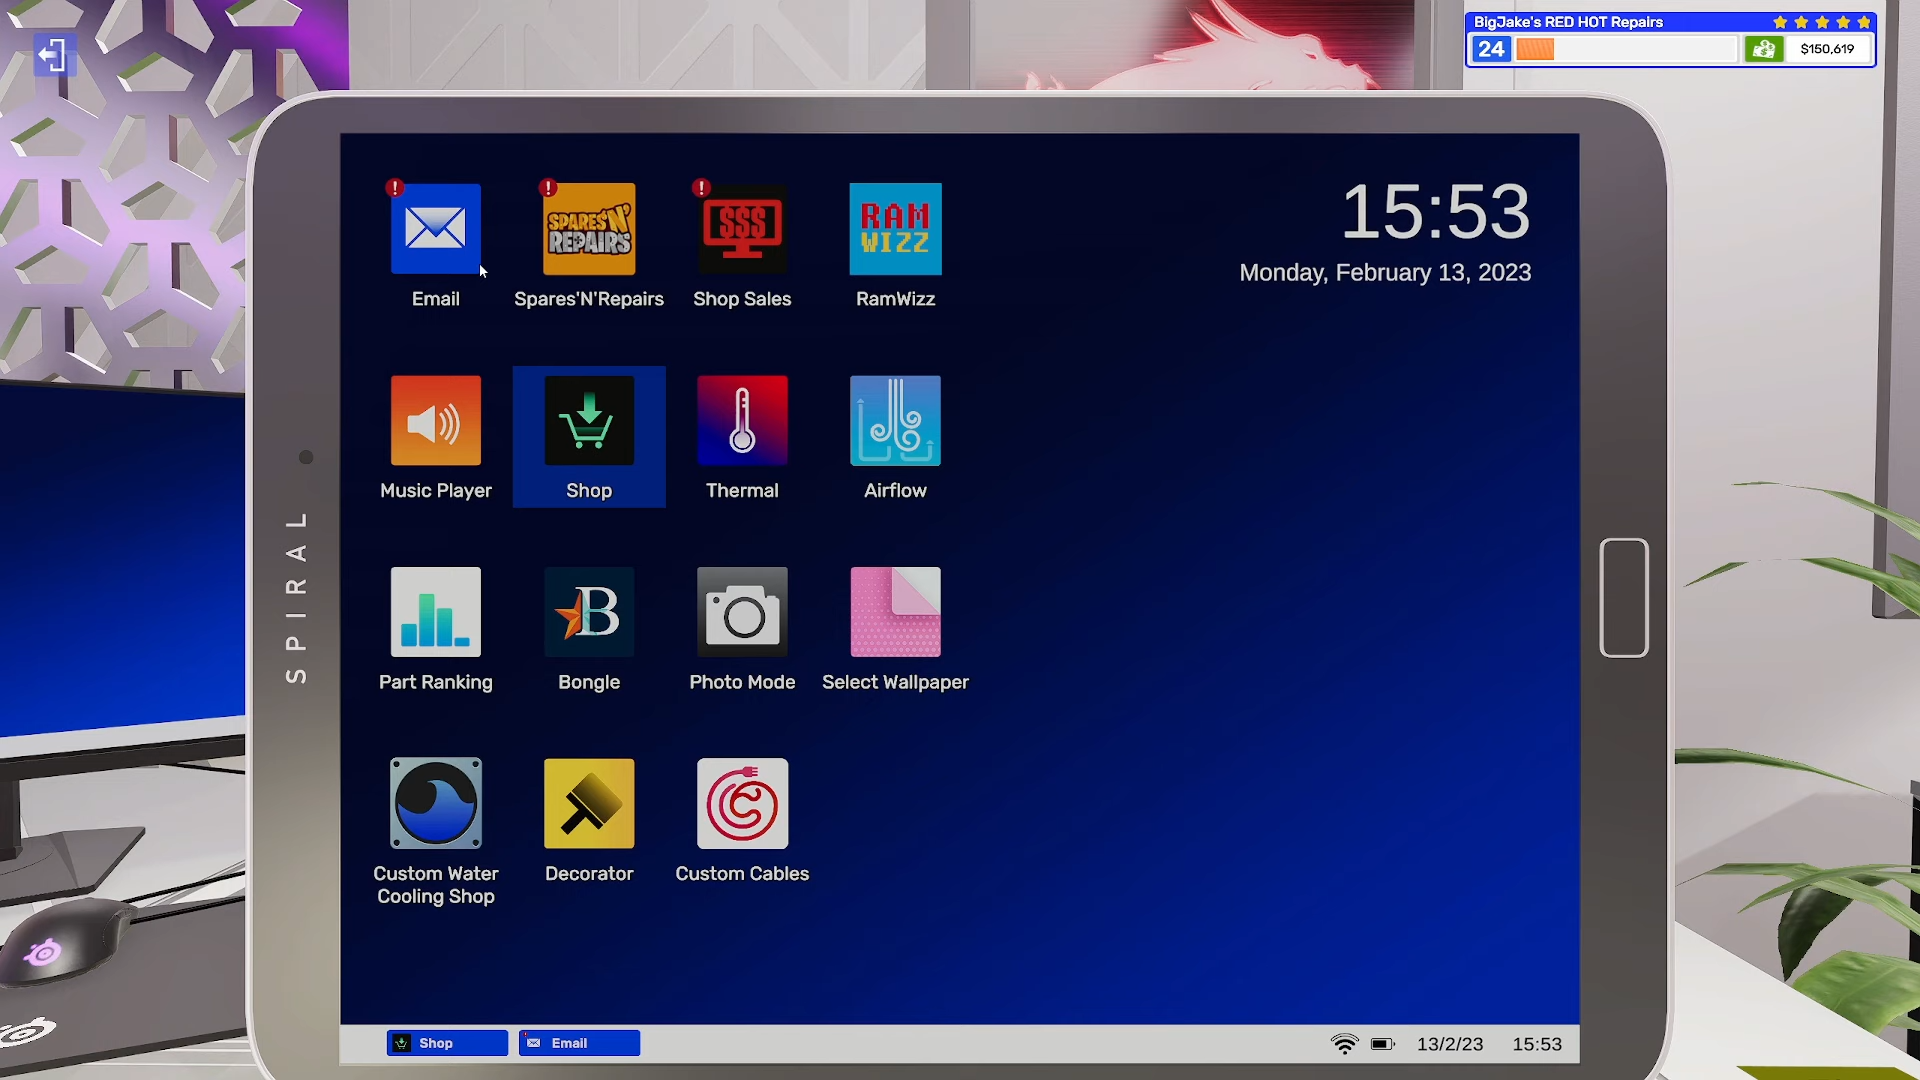 BigJake's RED HOT Repairs
24
$150,619
15:53
Monday, February 13, 2023
SPARES 'N' REPAIRS
$$$
RAM WIZZ
Email
Spares'N'Repairs
Shop Sales
RamWizz
Music Player
Shop
Thermal
Airflow
B
Part Ranking
Bongle
Photo Mode
Select Wallpaper
Custom Water
Cooling Shop
Decorator
Custom Cables
SPIRAL
Shop
Email
13/2/23
15:53